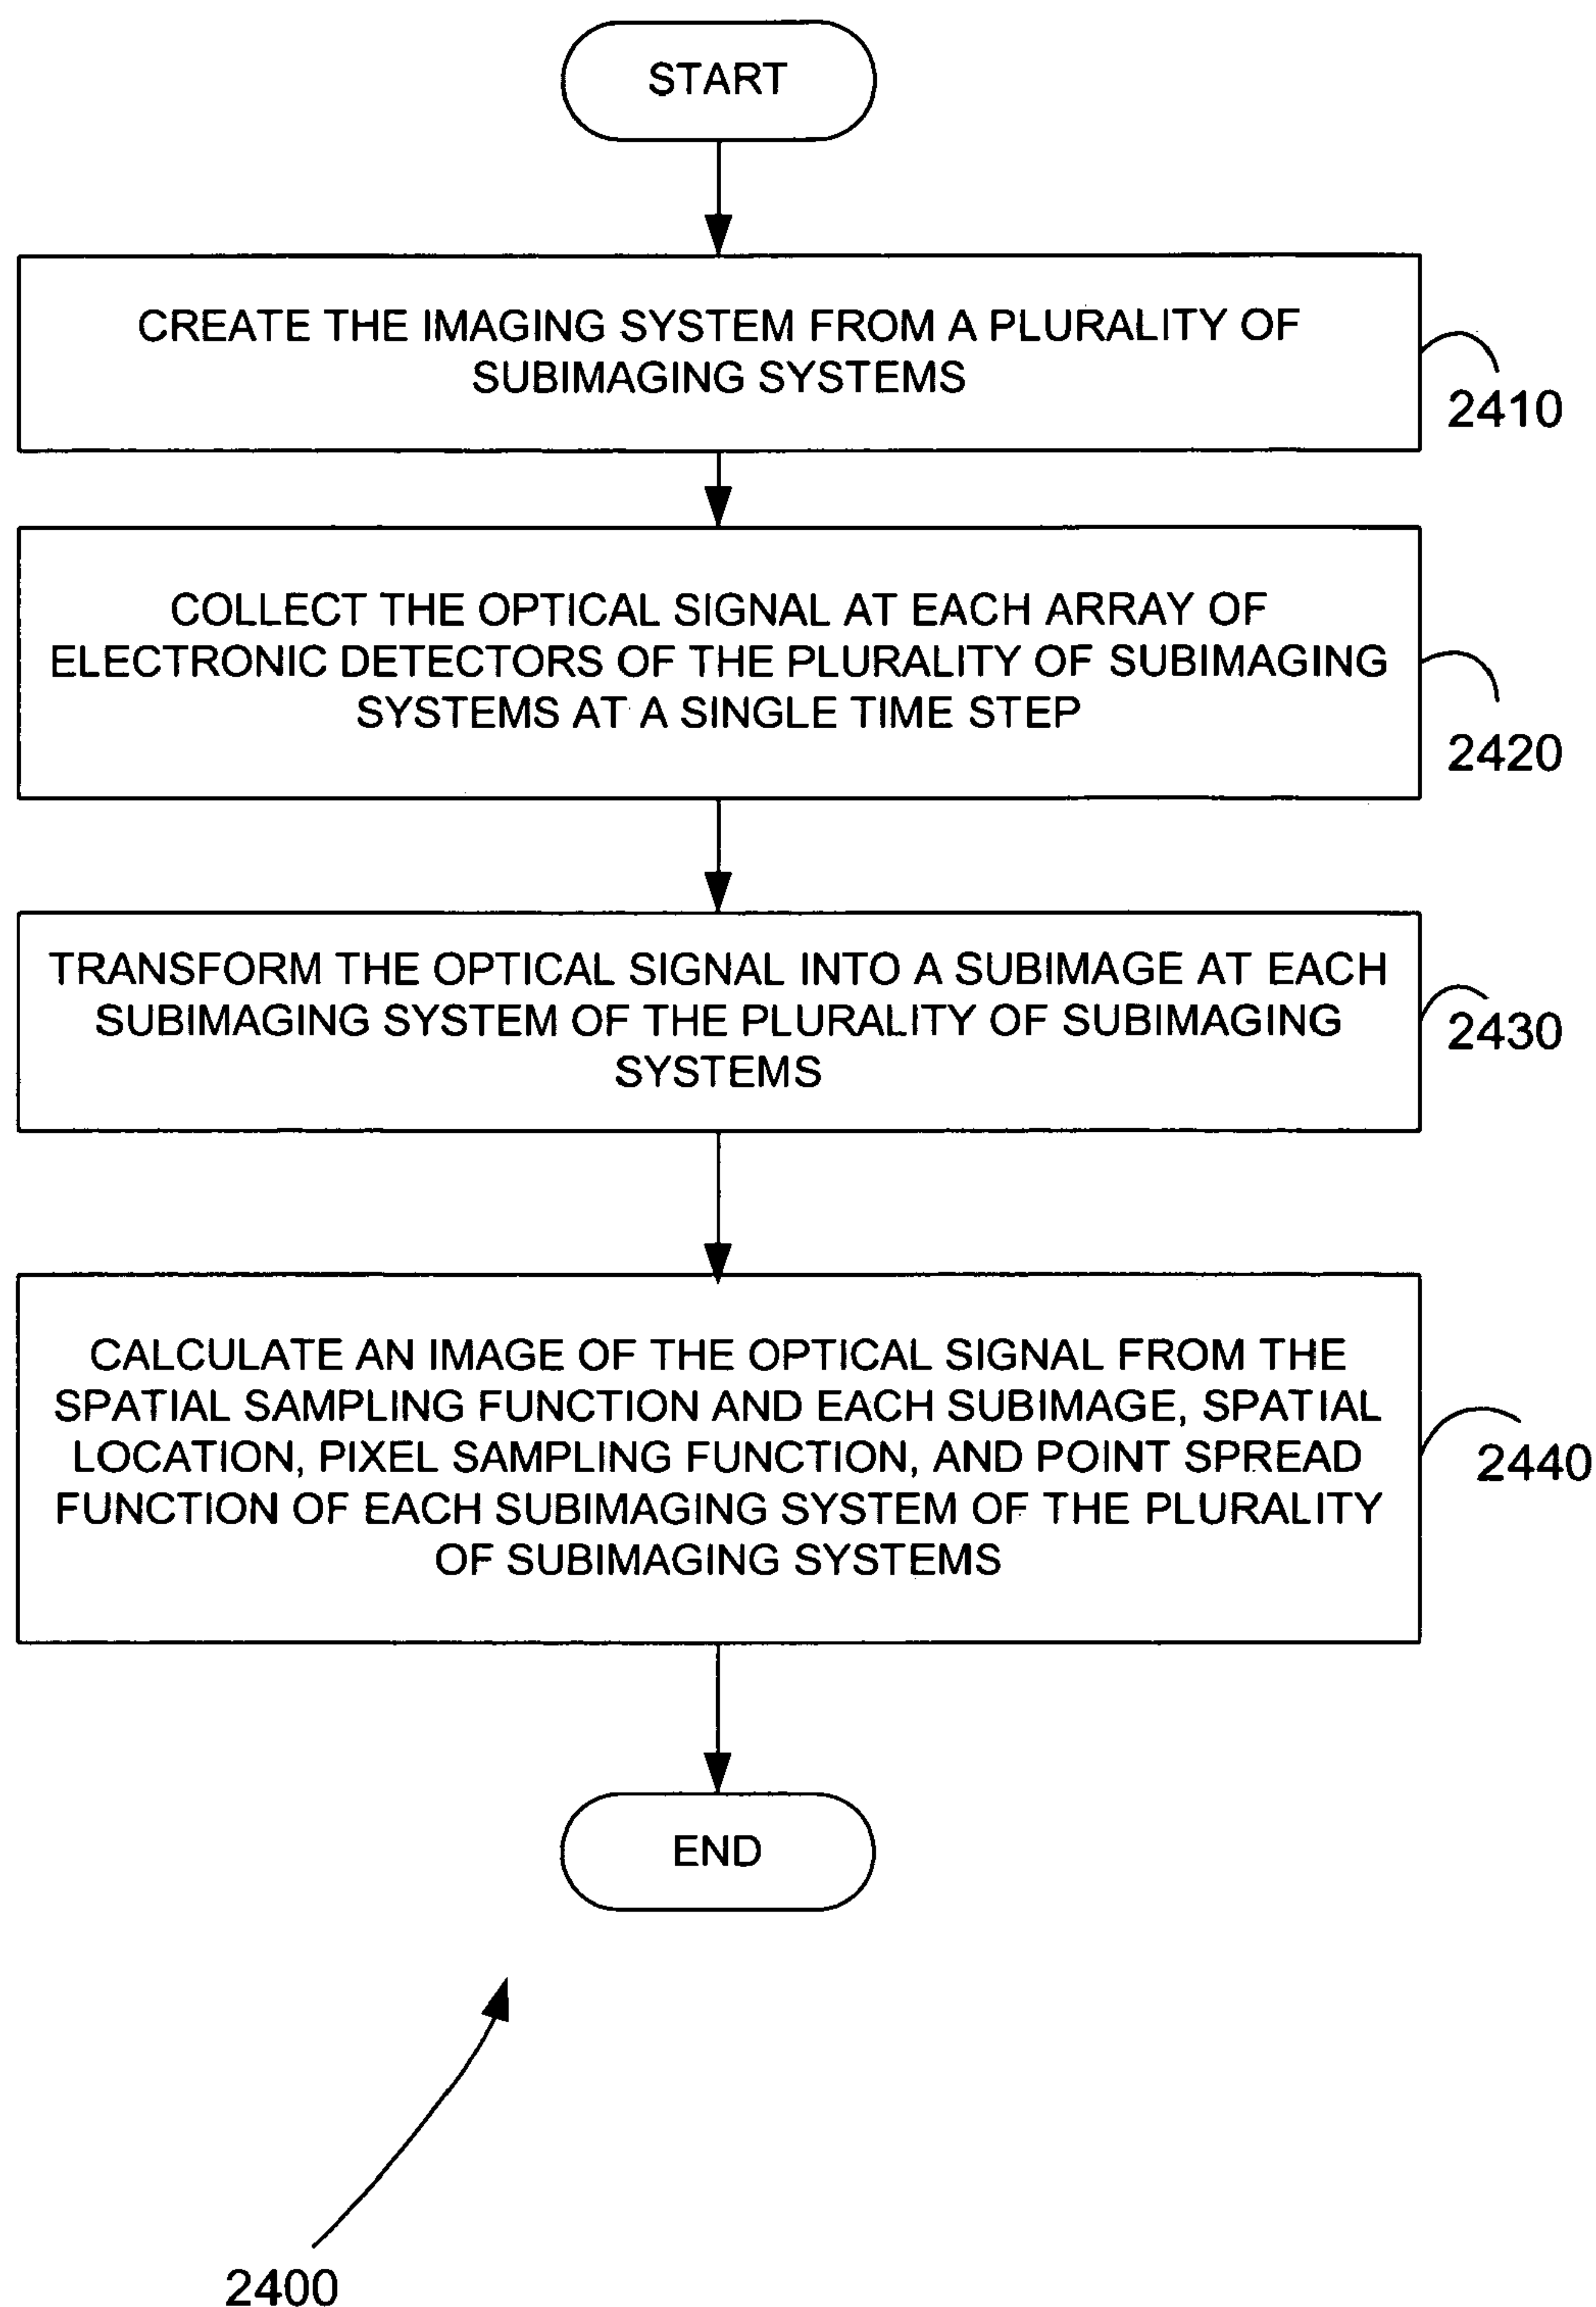 START
CREATE THE IMAGING SYSTEM FROM A PLURALITY OF
SUBIMAGING SYSTEMS
2410
COLLECT THE OPTICAL SIGNAL AT EACH ARRAY OF
ELECTRONIC DETECTORS OF THE PLURALITY OF SUBIMAGING
SYSTEMS AT A SINGLE TIME STEP
2420
TRANSFORM THE OPTICAL SIGNAL INTO A SUBIMAGE AT EACH
SUBIMAGING SYSTEM OF THE PLURALITY OF SUBIMAGING
SYSTEMS
2430
CALCULATE AN IMAGE OF THE OPTICAL SIGNAL FROM THE
SPATIAL SAMPLING FUNCTION AND EACH SUBIMAGE, SPATIAL
LOCATION, PIXEL SAMPLING FUNCTION, AND POINT SPREAD
FUNCTION OF EACH SUBIMAGING SYSTEM OF THE PLURALITY
OF SUBIMAGING SYSTEMS
2440
END
2400